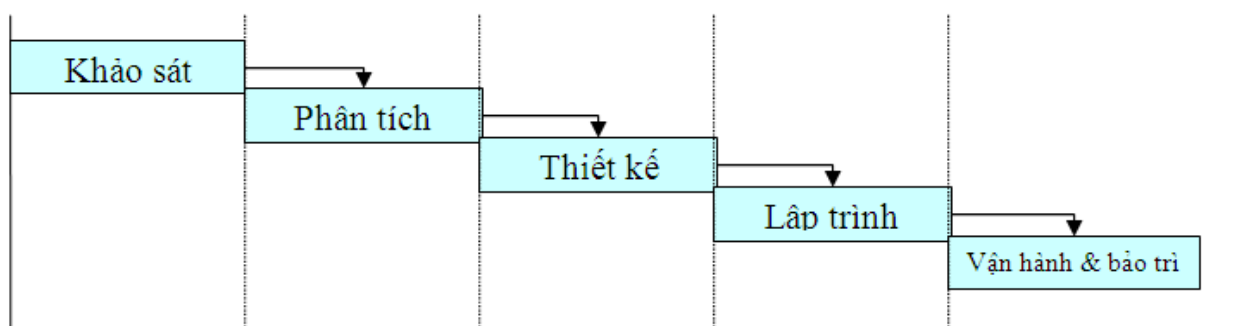 Khảo sát
Phân tích
Thiết kế
Lập trình
Vận hành & bảo trì